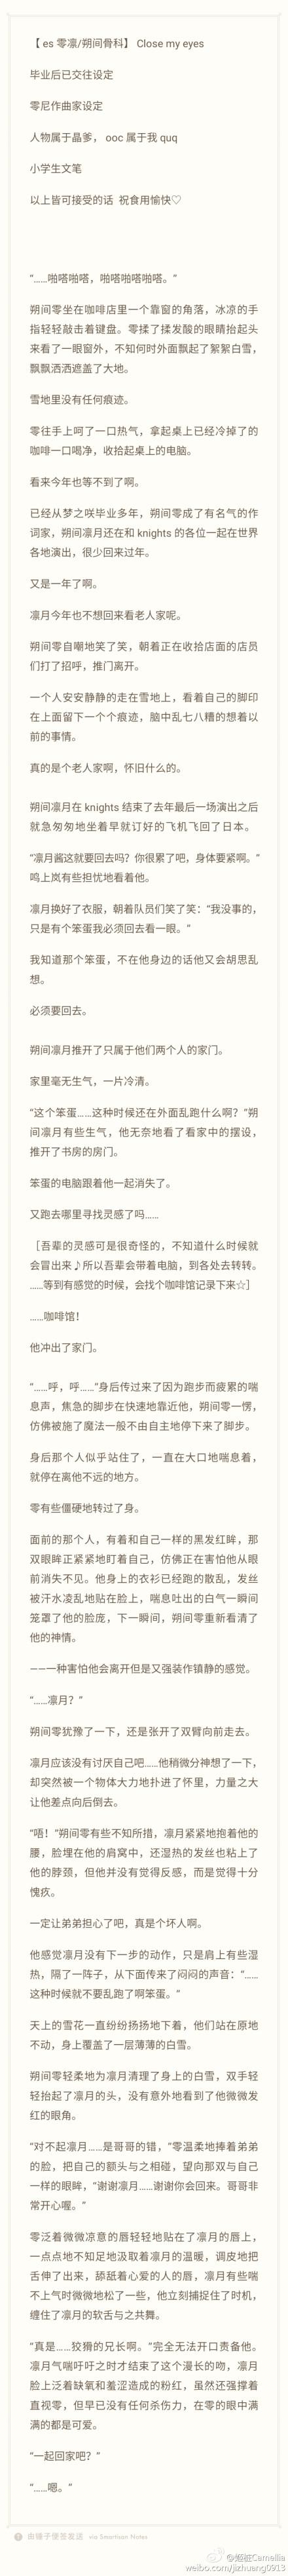 【 es 零凛/朔间骨科】 Close my eyes
毕业后已交往设定
零尼作曲家设定
人物属于晶爹， ooc 属于我 quq
小学生文笔
以上皆可接受的话 祝食用愉快♡
“……啪嗒啪嗒，啪嗒啪嗒啪嗒。”
朔间零坐在咖啡店里一个靠窗的角落，冰凉的手
指轻轻敲击着键盘。零揉了揉发酸的眼睛抬起头
来看了一眼窗外，不知何时外面飘起了絮絮白雪，
飘飘洒洒遮盖了大地。
雪地里没有任何痕迹。
零往手上呵了一口热气，拿起桌上已经冷掉了的
咖啡一口喝净，收拾起桌上的电脑。
看来今年也等不到了啊。
已经从梦之咲毕业多年，朔间零成了有名气的作
词家，朔间凛月还在和 knights 的各位一起在世界
各地演出，很少回来过年。
又是一年了啊。
凛月今年也不想回来看老人家呢。
朔间零自嘲地笑了笑，朝着正在收拾店面的店员
们打了招呼，推门离开。
一个人安安静静的走在雪地上，看着自己的脚印
在上面留下一个个痕迹，脑中乱七八糟的想着以
前的事情。
真的是个老人家啊，怀旧什么的。
朔间凛月在 knights 结束了去年最后一场演出之后
就急匆匆地坐着早就订好的飞机飞回了日本。
“凛月酱这就要回去吗？你很累了吧，身体要紧啊。”
鸣上岚有些担忧地看着他。
凛月换好了衣服，朝着队员们笑了笑：“我没事的，
只是有个笨蛋我必须回去看一眼。”
我知道那个笨蛋，不在他身边的话他又会胡思乱
想。
必须要回去。
朔间凛月推开了只属于他们两个人的家门。
家里毫无生气，一片冷清。
“这个笨蛋……这种时候还在外面乱跑什么啊？”朔
间凛月有些生气，他无奈地看了看家中的摆设，
推开了书房的房门。
笨蛋的电脑跟着他一起消失了。
又跑去哪里寻找灵感了吗……
［吾辈的灵感可是很奇怪的，不知道什么时候就
会冒出来♪所以吾辈会带着电脑，到各处去转转。
……等到有感觉的时候，会找个咖啡馆记录下来☆］
……咖啡馆！
他冲出了家门。
“……呼，呼……”身后传过来了因为跑步而疲累的喘
息声，焦急的脚步在快速地靠近他，朔间零一愣，
仿佛被施了魔法一般不由自主地停下来了脚步。
身后那个人似乎站住了，一直在大口地喘息着，
就停在离他不远的地方。
零有些僵硬地转过了身。
面前的那个人，有着和自己一样的黑发红眸，那
双眼眸正紧紧地盯着自己，仿佛正在害怕他从眼
前消失不见。他身上的衣衫已经跑的散乱，发丝
被汗水凌乱地贴在脸上，喘息吐出的白气一瞬间
笼罩了他的脸庞，下一瞬间，朔间零重新看清了
他的神情。
——一种害怕他会离开但是又强装作镇静的感觉。
“……凛月？”
朔间零犹豫了一下，还是张开了双臂向前走去。
凛月应该没有讨厌自己吧……他稍微分神想了一下，
却突然被一个物体大力地扑进了怀里，力量之大
让他差点向后倒去。
“唔！”朔间零有些不知所措，凛月紧紧地抱着他的
腰，脸埋在他的肩窝中，还湿热的发丝也粘上了
他的脖颈，但他并没有觉得反感，而是觉得十分
愧疚。
一定让弟弟担心了吧，真是个坏人啊。
他感觉凛月没有下一步的动作，只是肩上有些湿
热，隔了一阵子，从下面传来了闷闷的声音：“……
这种时候就不要乱跑了啊笨蛋。”
天上的雪花一直纷纷扬扬地下着，他们站在原地
不动，身上覆盖了一层薄薄的白雪。
朔间零轻柔地为凛月清理了身上的白雪，双手轻
轻抬起了凛月的头，没有意外地看到了他微微发
红的眼角。
“对不起凛月……是哥哥的错，”零温柔地捧着弟弟
的脸，把自己的额头与之相碰，望向那双与自己
一样的眼眸，“谢谢凛月……谢谢你会回来。哥哥非
常开心喔。”
零泛着微微凉意的唇轻轻地贴在了凛月的唇上，
一点点地不知足地汲取着凛月的温暖，调皮地把
舌伸了出来，舔舐着心爱的人的唇，凛月有些喘
不上气时微微地松了一些，他立刻捕捉住了时机，
缠住了凛月的软舌与之共舞。
“真是……狡猾的兄长啊。”完全无法开口责备他。
凛月气喘吁吁之时才结束了这个漫长的吻，凛月
脸上泛着缺氧和羞涩造成的粉红，虽然还强撑着
直视零，但早已没有任何杀伤力，在零的眼中满
满的都是可爱。
“一起回家吧？”
“……嗯。”
由锤子便签发送 via Smartisan Notes
@姬桩Camellia
weibo.com/jizhuang0913